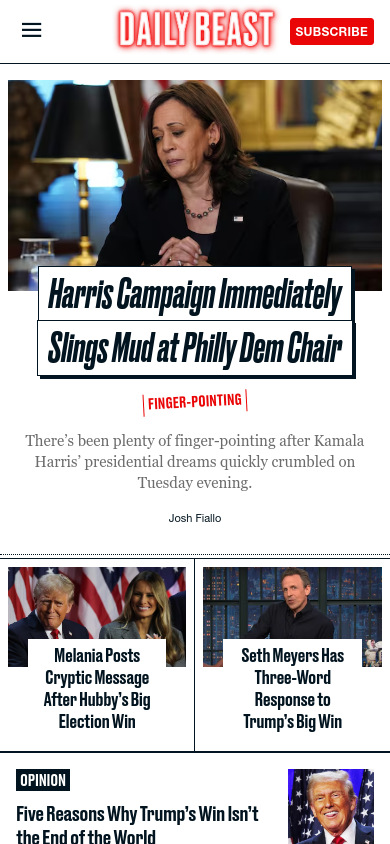 DAILY BEAST
SUBSCRIBE
Harris Campaign Immediately
Slings Mud at Philly Dem Chair
FINGER-POINTING
There’s been plenty of finger-pointing after Kamala
Harris’ presidential dreams quickly crumbled on
Tuesday evening.
Josh Fiallo
Melania Posts
Cryptic Message
After Hubby’s Big
Election Win
Seth Meyers Has
Three-Word
Response to
Trump’s Big Win
OPINION
Five Reasons Why Trump’s Win Isn’t
the End of the World